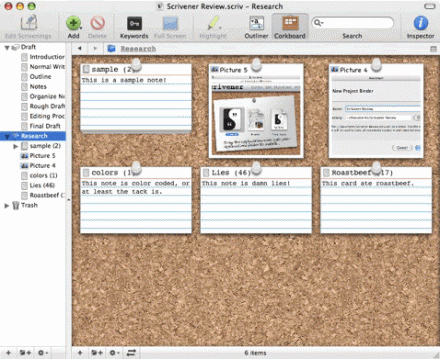 Scrivener Review.scriv - Research
Edit Scrivenings
Add
Keywords
Full Screen
Highlight
Outliner
Corkboard
Search
Inspector
Research
Draft
Introduction
Normal Writ
Outline
Notes
Organize No
Rough Draft
Editing Proc
Final Draft
Research
sample (2)
Picture 5
Picture 4
colors (1)
Lies (46)
Roastbeef (1
Trash
sample (2)
This is a sample note!
Picture 5
Picture 4
New Project Binder
colors (1
This note is color coded, or
at least the tack is.
Lies (46)
This note is damn lies!
Roastbeef (17)
This card ate roastbeef.
6 items